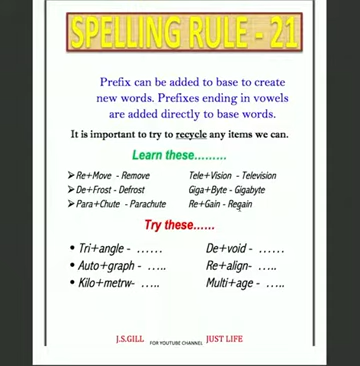 SPELLING RULE - 21
Prefix can be added to base to create
new words. Prefixes ending in vowels
are added directly to base words.
It is important to try to recycle any items we can.
Learn these.........
➢ Re+Move - Remove Tele+Vision - Television
➢ De+Frost - Defrost Giga+Byte - Gigabyte
➢ Para+Chute - Parachute Re+Gain - Regain
Try these......
• Tri+angle - ...... De+void - ......
• Auto+graph - ..... Re+align- .....
• Kilo+metrw- ..... Multi+age - .....
J.S.GILL FOR YOUTUBE CHANNEL JUST LIFE